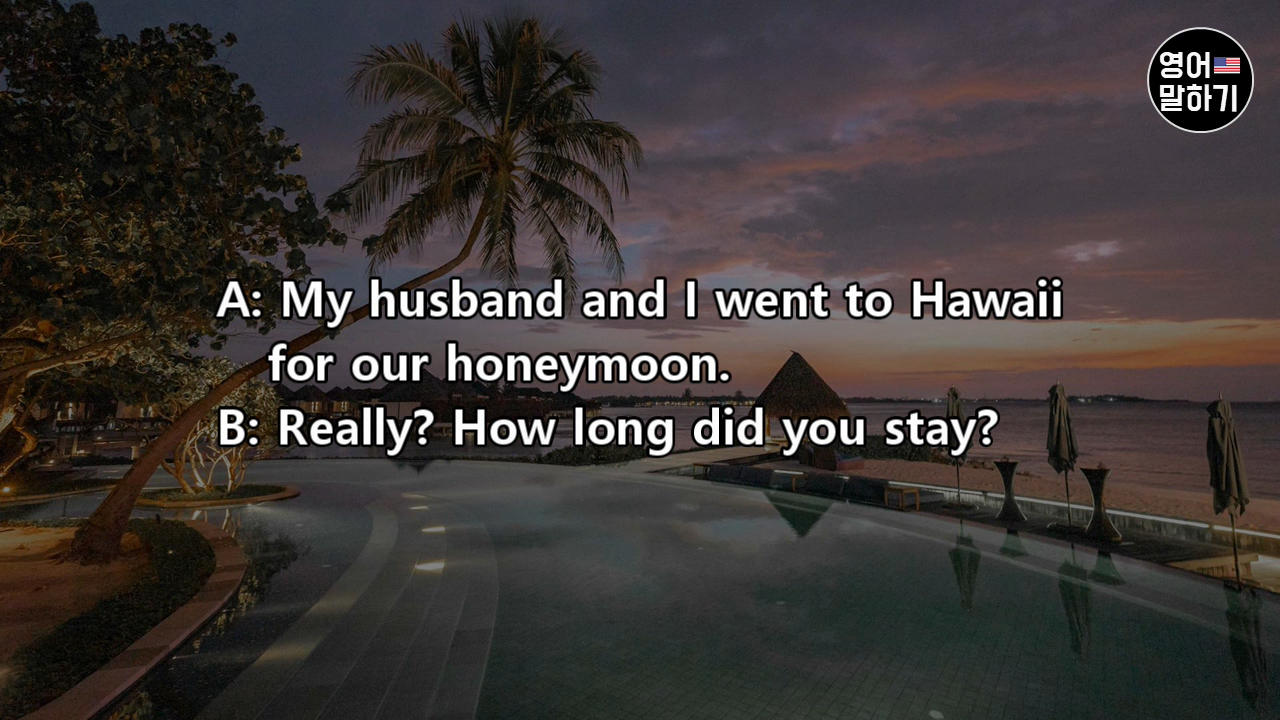 영어
말하기
A: My husband and I went to Hawaii
for our honeymoon.
B: Really? How long did you stay?